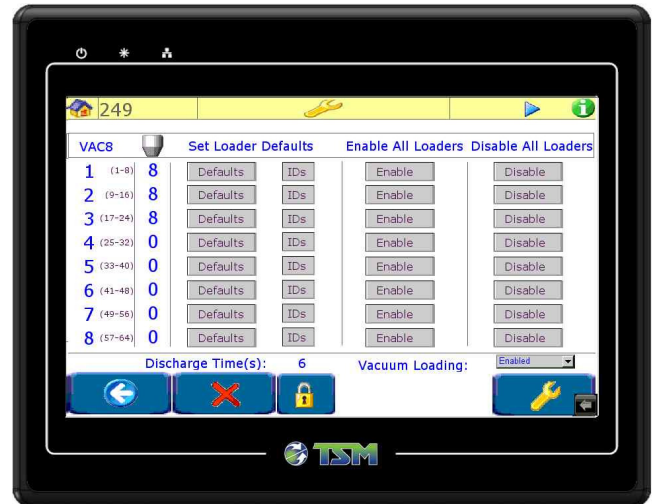 249
VAC8 Set Loader Defaults Enable All Loaders Disable All Loaders
1 (1-8) 8 Defaults IDs Enable Disable
2 (9-16) 8 Defaults IDs Enable Disable
3 (17-24) 8 Defaults IDs Enable Disable
4 (25-32) 0 Defaults IDs Enable Disable
5 (33-40) 0 Defaults IDs Enable Disable
6 (41-48) 0 Defaults IDs Enable Disable
7 (49-56) 0 Defaults IDs Enable Disable
8 (57-64) 0 Defaults IDs Enable Disable
Discharge Time(s): 6 Vacuum Loading: Enabled
TSM